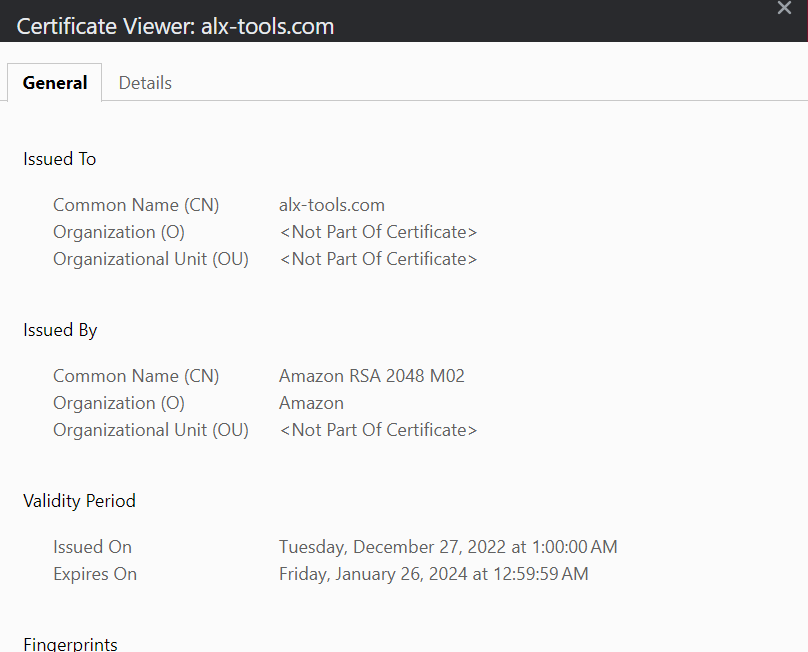 Certificate Viewer: alx-tools.com
General Details
Issued To
Common Name (CN) alx-tools.com
Organization (O) <Not Part Of Certificate>
Organizational Unit (OU) <Not Part Of Certificate>
Issued By
Common Name (CN) Amazon RSA 2048 M02
Organization (O) Amazon
Organizational Unit (OU) <Not Part Of Certificate>
Validity Period
Issued On Tuesday, December 27, 2022 at 1:00:00 AM
Expires On Friday, January 26, 2024 at 12:59:59 AM
Fingerprints